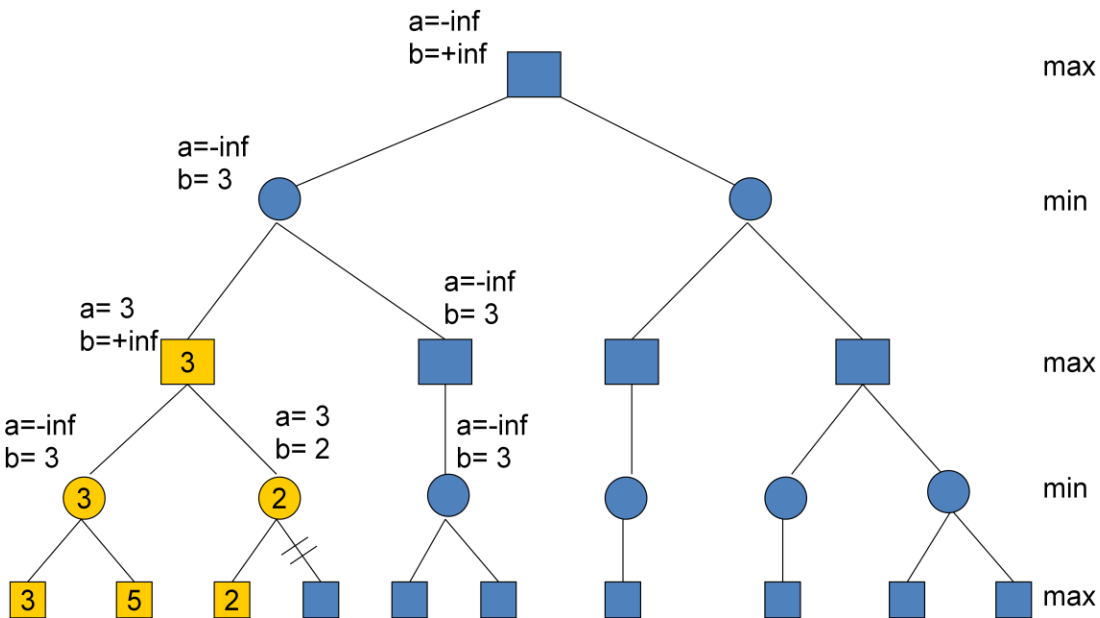 a=-inf
b=+inf
max
a=-inf
b= 3
min
a=-inf
b= 3
a= 3
b=+inf
3
max
a=-inf
b= 3
a= 3
b= 2
a=-inf
b= 3
3
2
min
3
5
2
max